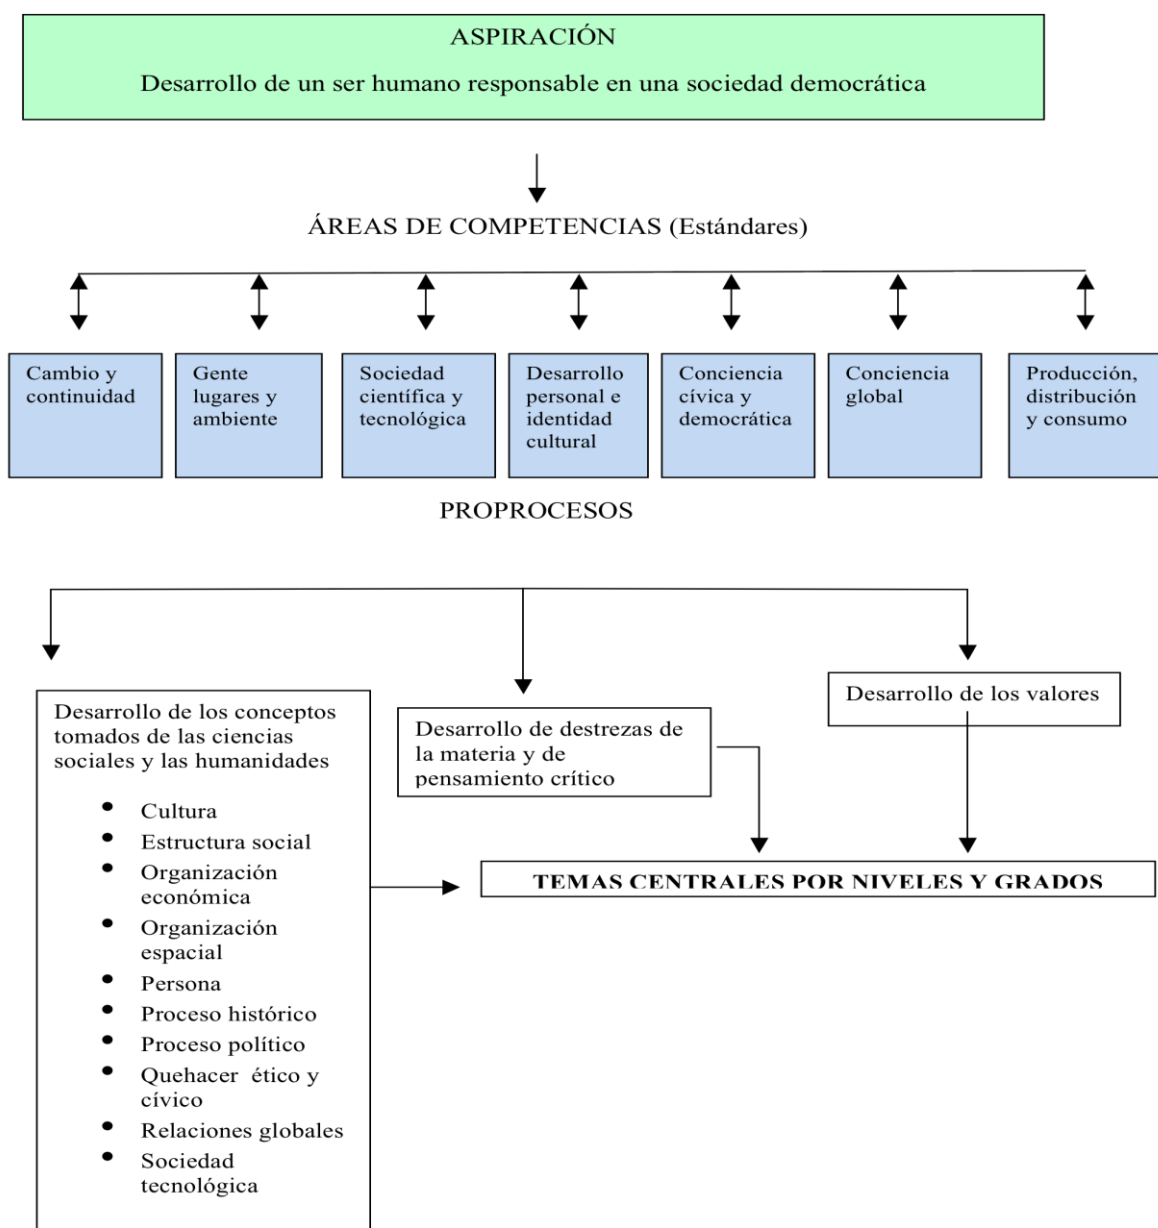 ASPIRACIÓN
Desarrollo de un ser humano responsable en una sociedad democrática
ÁREAS DE COMPETENCIAS (Estándares)
Cambio y
continuidad
Gente
lugares y
ambiente
Sociedad
científica y
tecnológica
Desarrollo
personal e
identidad
cultural
Conciencia
cívica y
democrática
Conciencia
global
Producción,
distribución
y consumo
PROPROCESOS
Desarrollo de los conceptos
tomados de las ciencias
sociales y las humanidades
• Cultura
• Estructura social
• Organización
económica
• Organización
espacial
• Persona
• Proceso histórico
• Proceso político
• Quehacer ético y
cívico
• Relaciones globales
• Sociedad
tecnológica
Desarrollo de destrezas de
la materia y de
pensamiento crítico
Desarrollo de los valores
TEMAS CENTRALES POR NIVELES Y GRADOS